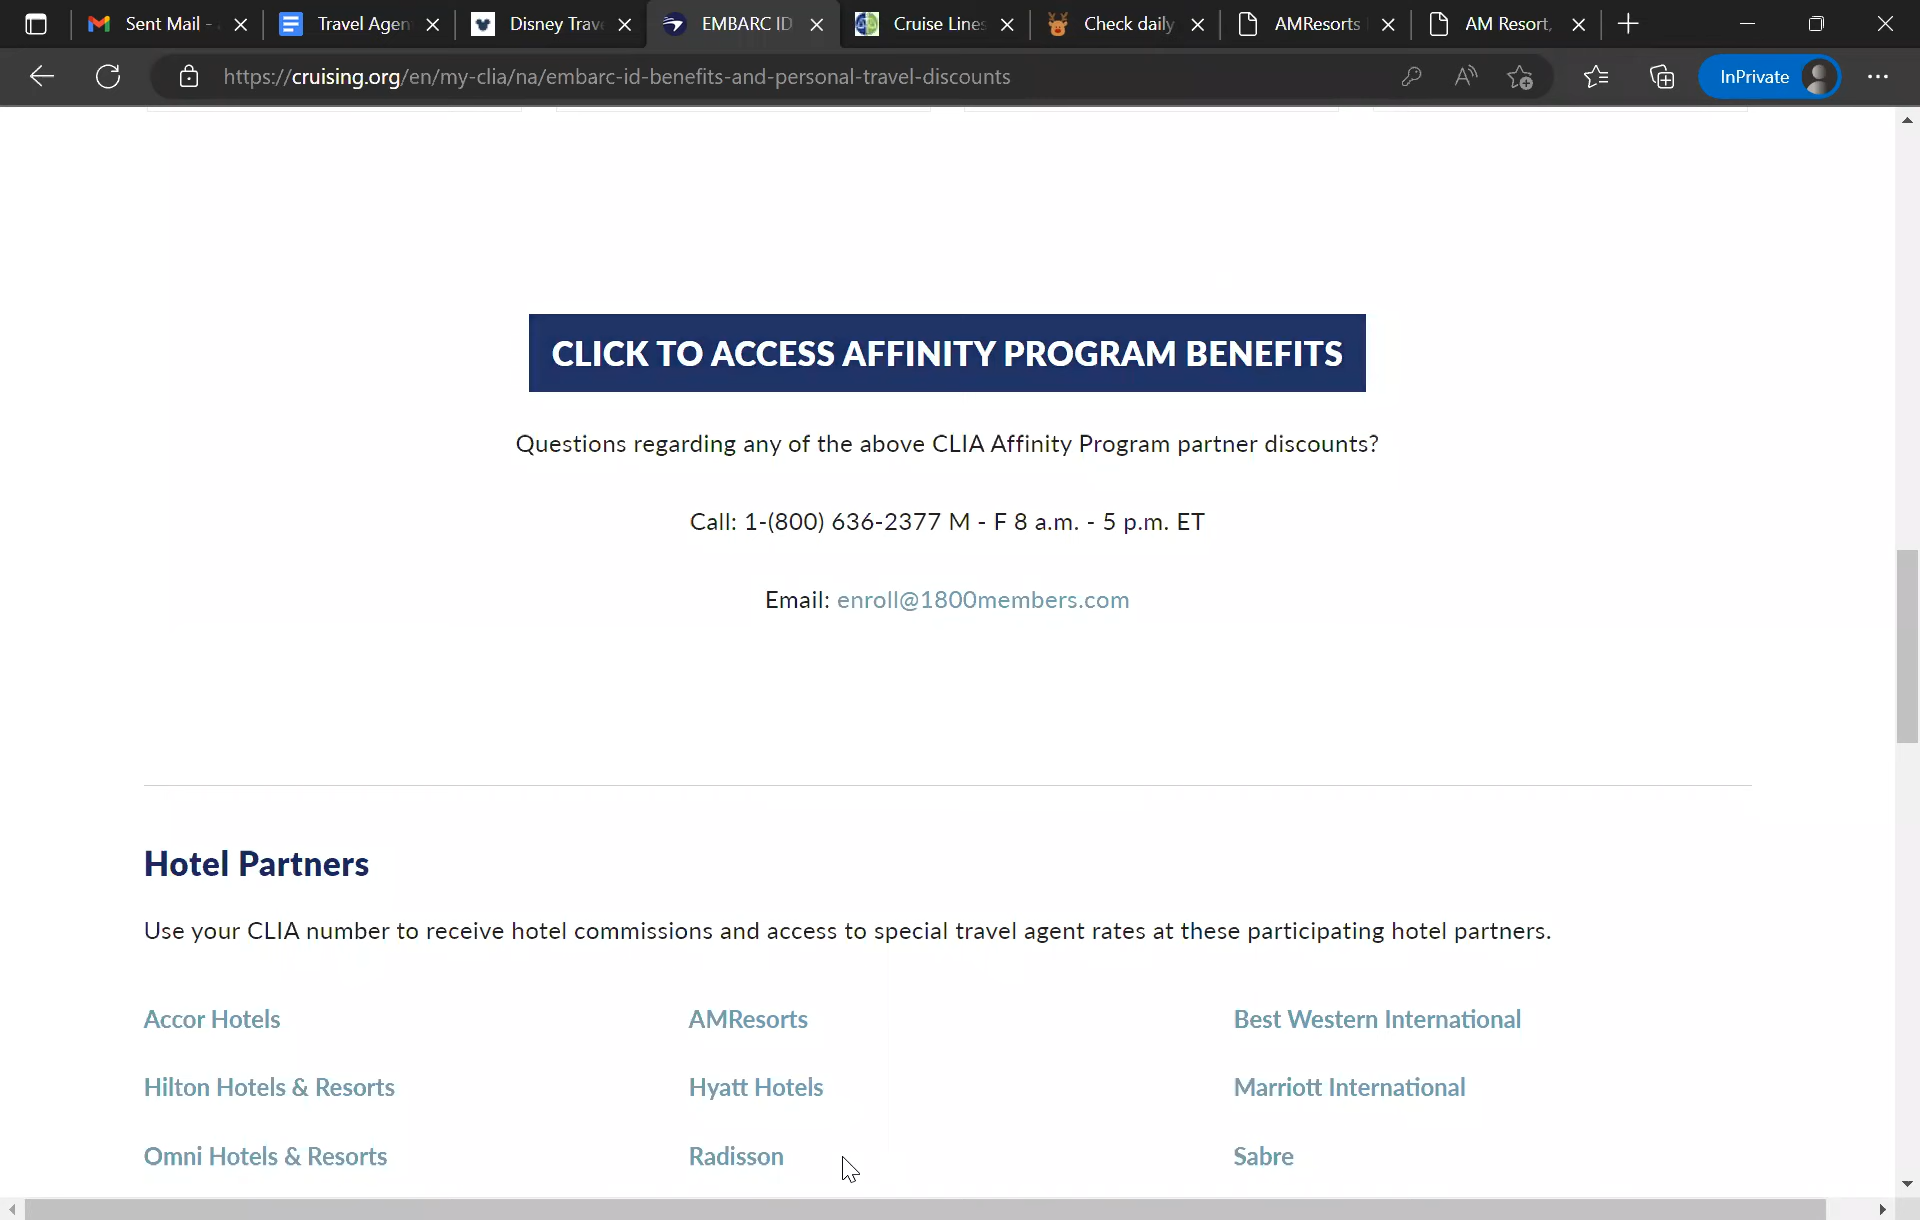 Sent Mail -
Travel Agen
Disney Trav
EMBARC ID
Cruise Lines
Check daily
AMResorts
AM Resort,
https://cruising.org/en/my-clia/na/embarc-id-benefits-and-personal-travel-discounts
InPrivate
CLICK TO ACCESS AFFINITY PROGRAM BENEFITS
Questions regarding any of the above CLIA Affinity Program partner discounts?
Call: 1-(800) 636-2377 M - F 8 a.m. - 5 p.m. ET
Email: enroll@1800members.com
Hotel Partners
Use your CLIA number to receive hotel commissions and access to special travel agent rates at these participating hotel partners.
Accor Hotels
AMResorts
Best Western International
Hilton Hotels & Resorts
Hyatt Hotels
Marriott International
Omni Hotels & Resorts
Radisson
Sabre